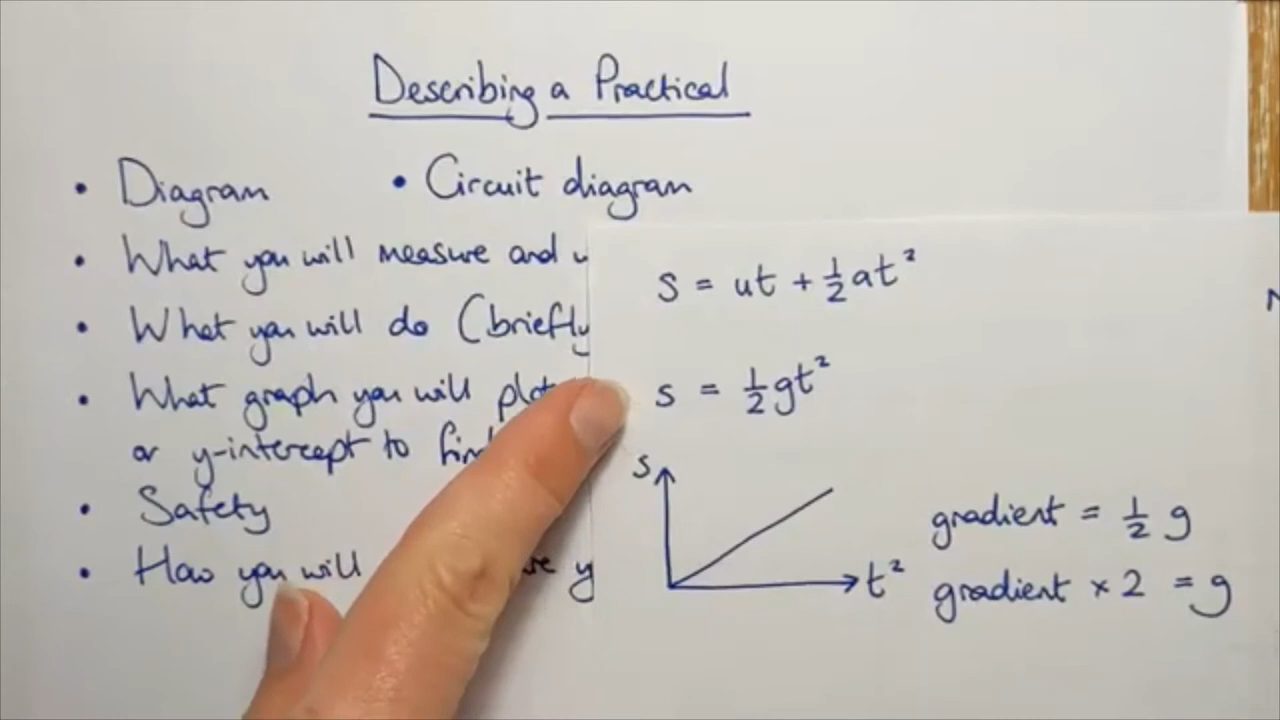 Describing a Practical
• Diagram • Circuit diagram
• What you will measure and
• What you will do (briefly
• What graph you will plot
or y-intercept to
• Safety
• How you will
s = ut + ½at²
s = ½gt²
s
t²
gradient = ½ g
gradient × 2 = g